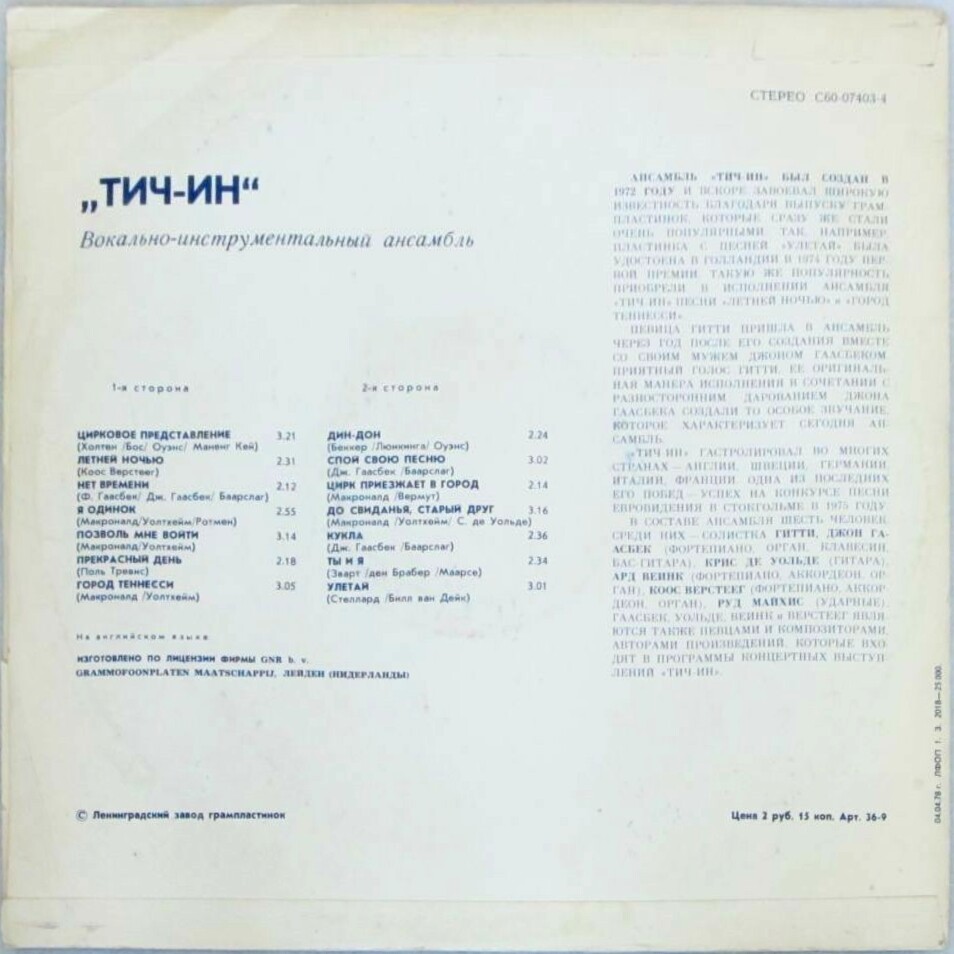 СТЕРЕО С60-07403-4
„ТИЧ-ИН“
Вокально-инструментальный ансамбль
1-я сторона
ЦИРКОВОЕ ПРЕДСТАВЛЕНИЕ 3.21
(Холтен /Бос/ Оуэнс/ Маненг Кей)
ЛЕТНЕЙ НОЧЬЮ 2.31
(Коос Верстеег)
НЕТ ВРЕМЕНИ 2.12
(Ф. Гаасбек/ Дж. Гаасбек/ Баарслаг)
Я ОДИНОК 2.55
(Макроналд/Уолтхейм/Ротмен)
ПОЗВОЛЬ МНЕ ВОЙТИ 3.14
(Макроналд/Уолтхейм)
ПРЕКРАСНЫЙ ДЕНЬ 2.18
(Поль Тревис)
ГОРОД ТЕННЕССИ 3.05
(Макроналд /Уолтхейм)
2-я сторона
ДИН-ДОН 2.24
(Беккер /Люинкинга/ Оуэнс)
СПОЙ СВОЮ ПЕСНЮ 3.02
(Дж. Гаасбек /Баарслаг)
ЦИРК ПРИЕЗЖАЕТ В ГОРОД 2.14
(Макроналд /Вермут)
ДО СВИДАНЬЯ, СТАРЫЙ ДРУГ 3.16
(Макроналд /Уолтхейм/ С. де Уольде)
КУКЛА 2.36
(Дж. Гаасбек /Баарслаг)
ТЫ И Я 2.34
(Зварт /ден Брабер /Маарсе)
УЛЕТАЙ 3.01
(Стеллард /Билл ван Дейк)
На английском языке
ИЗГОТОВЛЕНО ПО ЛИЦЕНЗИИ ФИРМЫ GNR b. v.
GRAMMOFOONPLATEN MAATSCHAPPIJ, ЛЕЙДЕН (НИДЕРЛАНДЫ)
АНСАМБЛЬ «ТИЧ-ИН» БЫЛ СОЗДАН В
1972 ГОДУ И ВСКОРЕ ЗАВОЕВАЛ ШИРОКУЮ
ИЗВЕСТНОСТЬ БЛАГОДАРЯ ВЫПУСКУ ГРАМ-
ПЛАСТИНОК, КОТОРЫЕ СРАЗУ ЖЕ СТАЛИ
ОЧЕНЬ ПОПУЛЯРНЫМИ. ТАК, НАПРИМЕР,
ПЛАСТИНКА С ПЕСНЕЙ «УЛЕТАЙ» БЫЛА
УДОСТОЕНА В ГОЛЛАНДИИ В 1974 ГОДУ ПЕР-
ВОЙ ПРЕМИИ. ТАКУЮ ЖЕ ПОПУЛЯРНОСТЬ
ПРИОБРЕЛИ В ИСПОЛНЕНИИ АНСАМБЛЯ
«ТИЧ-ИН» ПЕСНИ «ЛЕТНЕЙ НОЧЬЮ» и «ГОРОД
ТЕННЕССИ».
ПЕВИЦА ГИТТИ ПРИШЛА В АНСАМБЛЬ
ЧЕРЕЗ ГОД ПОСЛЕ ЕГО СОЗДАНИЯ ВМЕСТЕ
СО СВОИМ МУЖЕМ ДЖОНОМ ГААСБЕКОМ.
ПРИЯТНЫЙ ГОЛОС ГИТТИ, ЕЕ ОРИГИНАЛЬ-
НАЯ МАНЕРА ИСПОЛНЕНИЯ В СОЧЕТАНИИ С
РАЗНОСТОРОННИМ ДАРОВАНИЕМ ДЖОНА
ГААСБЕКА СОЗДАЛИ ТО ОСОБОЕ ЗВУЧАНИЕ,
КОТОРОЕ ХАРАКТЕРИЗУЕТ СЕГОДНЯ АН-
САМБЛЬ.
«ТИЧ-ИН» ГАСТРОЛИРОВАЛ ВО МНОГИХ
СТРАНАХ — АНГЛИИ, ШВЕЦИИ, ГЕРМАНИИ,
ИТАЛИИ, ФРАНЦИИ. ОДНА ИЗ ПОСЛЕДНИХ
ЕГО ПОБЕД — УСПЕХ НА КОНКУРСЕ ПЕСНИ
ЕВРОВИДЕНИЯ В СТОКГОЛЬМЕ В 1975 ГОДУ.
В СОСТАВЕ АНСАМБЛЯ ШЕСТЬ ЧЕЛОВЕК.
СРЕДИ НИХ — СОЛИСТКА ГИТТИ, ДЖОН ГА-
АСБЕК (ФОРТЕПИАНО, ОРГАН, КЛАВЕСИН,
БАС-ГИТАРА), КРИС ДЕ УОЛЬДЕ (ГИТАРА),
АРД ВЕИНК (ФОРТЕПИАНО, АККОРДЕОН, ОР-
ГАН), КООС ВЕРСТЕЕГ (ФОРТЕПИАНО, АККОР-
ДЕОН, ОРГАН), РУД МАЙХИС (УДАРНЫЕ).
ГААСБЕК, УОЛЬДЕ, ВЕИНК и ВЕРСТЕЕГ ЯВЛЯ-
ЮТСЯ ТАКЖЕ ПЕВЦАМИ И КОМПОЗИТОРАМИ,
АВТОРАМИ ПРОИЗВЕДЕНИЙ, КОТОРЫЕ ВХО-
ДЯТ В ПРОГРАММЫ КОНЦЕРТНЫХ ВЫСТУП-
ЛЕНИЙ «ТИЧ-ИН».
© Ленинградский завод грампластинок
Цена 2 руб. 15 коп. Арт. 36-9
04.04.78 г. ЛФОП 1. З. 2018—25 000.